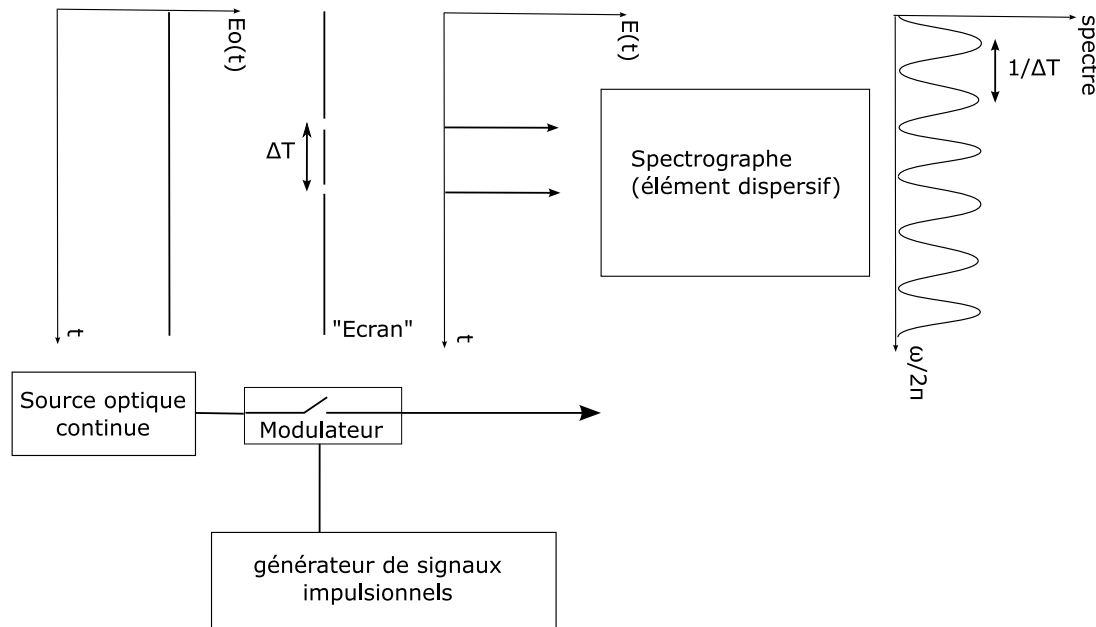 Eo(t)
t
ΔT
"Ecran"
E(t)
t
Spectrographe
(élément dispersif)
spectre
1/ΔT
ω/2π
Source optique
continue
Modulateur
générateur de signaux
impulsionnels